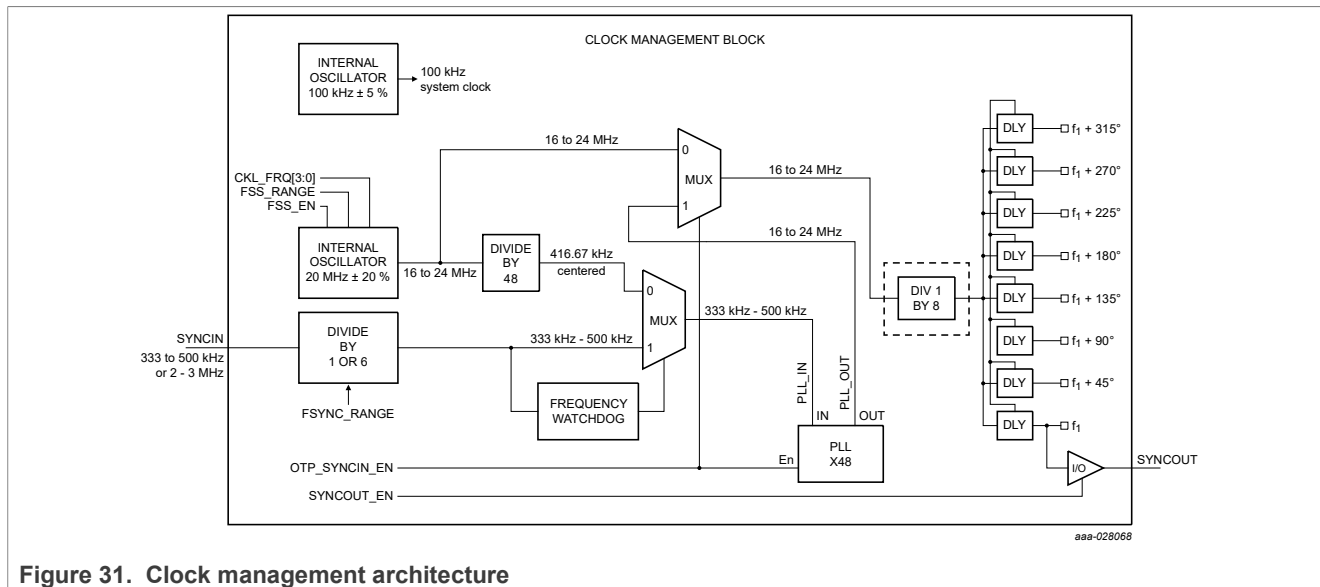 CLOCK MANAGEMENT BLOCK
INTERNAL
OSCILLATOR
100 kHz ± 5 %
100 kHz
system clock
CKL_FRQ[3:0]
FSS_RANGE
FSS_EN
INTERNAL
OSCILLATOR
20 MHz ± 20 %
16 to 24 MHz
16 to 24 MHz
DIVIDE
BY
48
416.67 kHz
centered
0
MUX
1
16 to 24 MHz
16 to 24 MHz
0
MUX
1
333 kHz - 500 kHz
SYNCIN
333 to 500 kHz
or 2 - 3 MHz
DIVIDE
BY
1 OR 6
FSYNC_RANGE
333 kHz - 500 kHz
FREQUENCY
WATCHDOG
PLL_IN
PLL_OUT
IN
OUT
En
PLL
X48
OTP_SYNCIN_EN
SYNCOUT_EN
DIV 1
BY 8
DLY
f1 + 315°
DLY
f1 + 270°
DLY
f1 + 225°
DLY
f1 + 180°
DLY
f1 + 135°
DLY
f1 + 90°
DLY
f1 + 45°
DLY
f1
I/O
SYNCOUT
aaa-028068
Figure 31. Clock management architecture